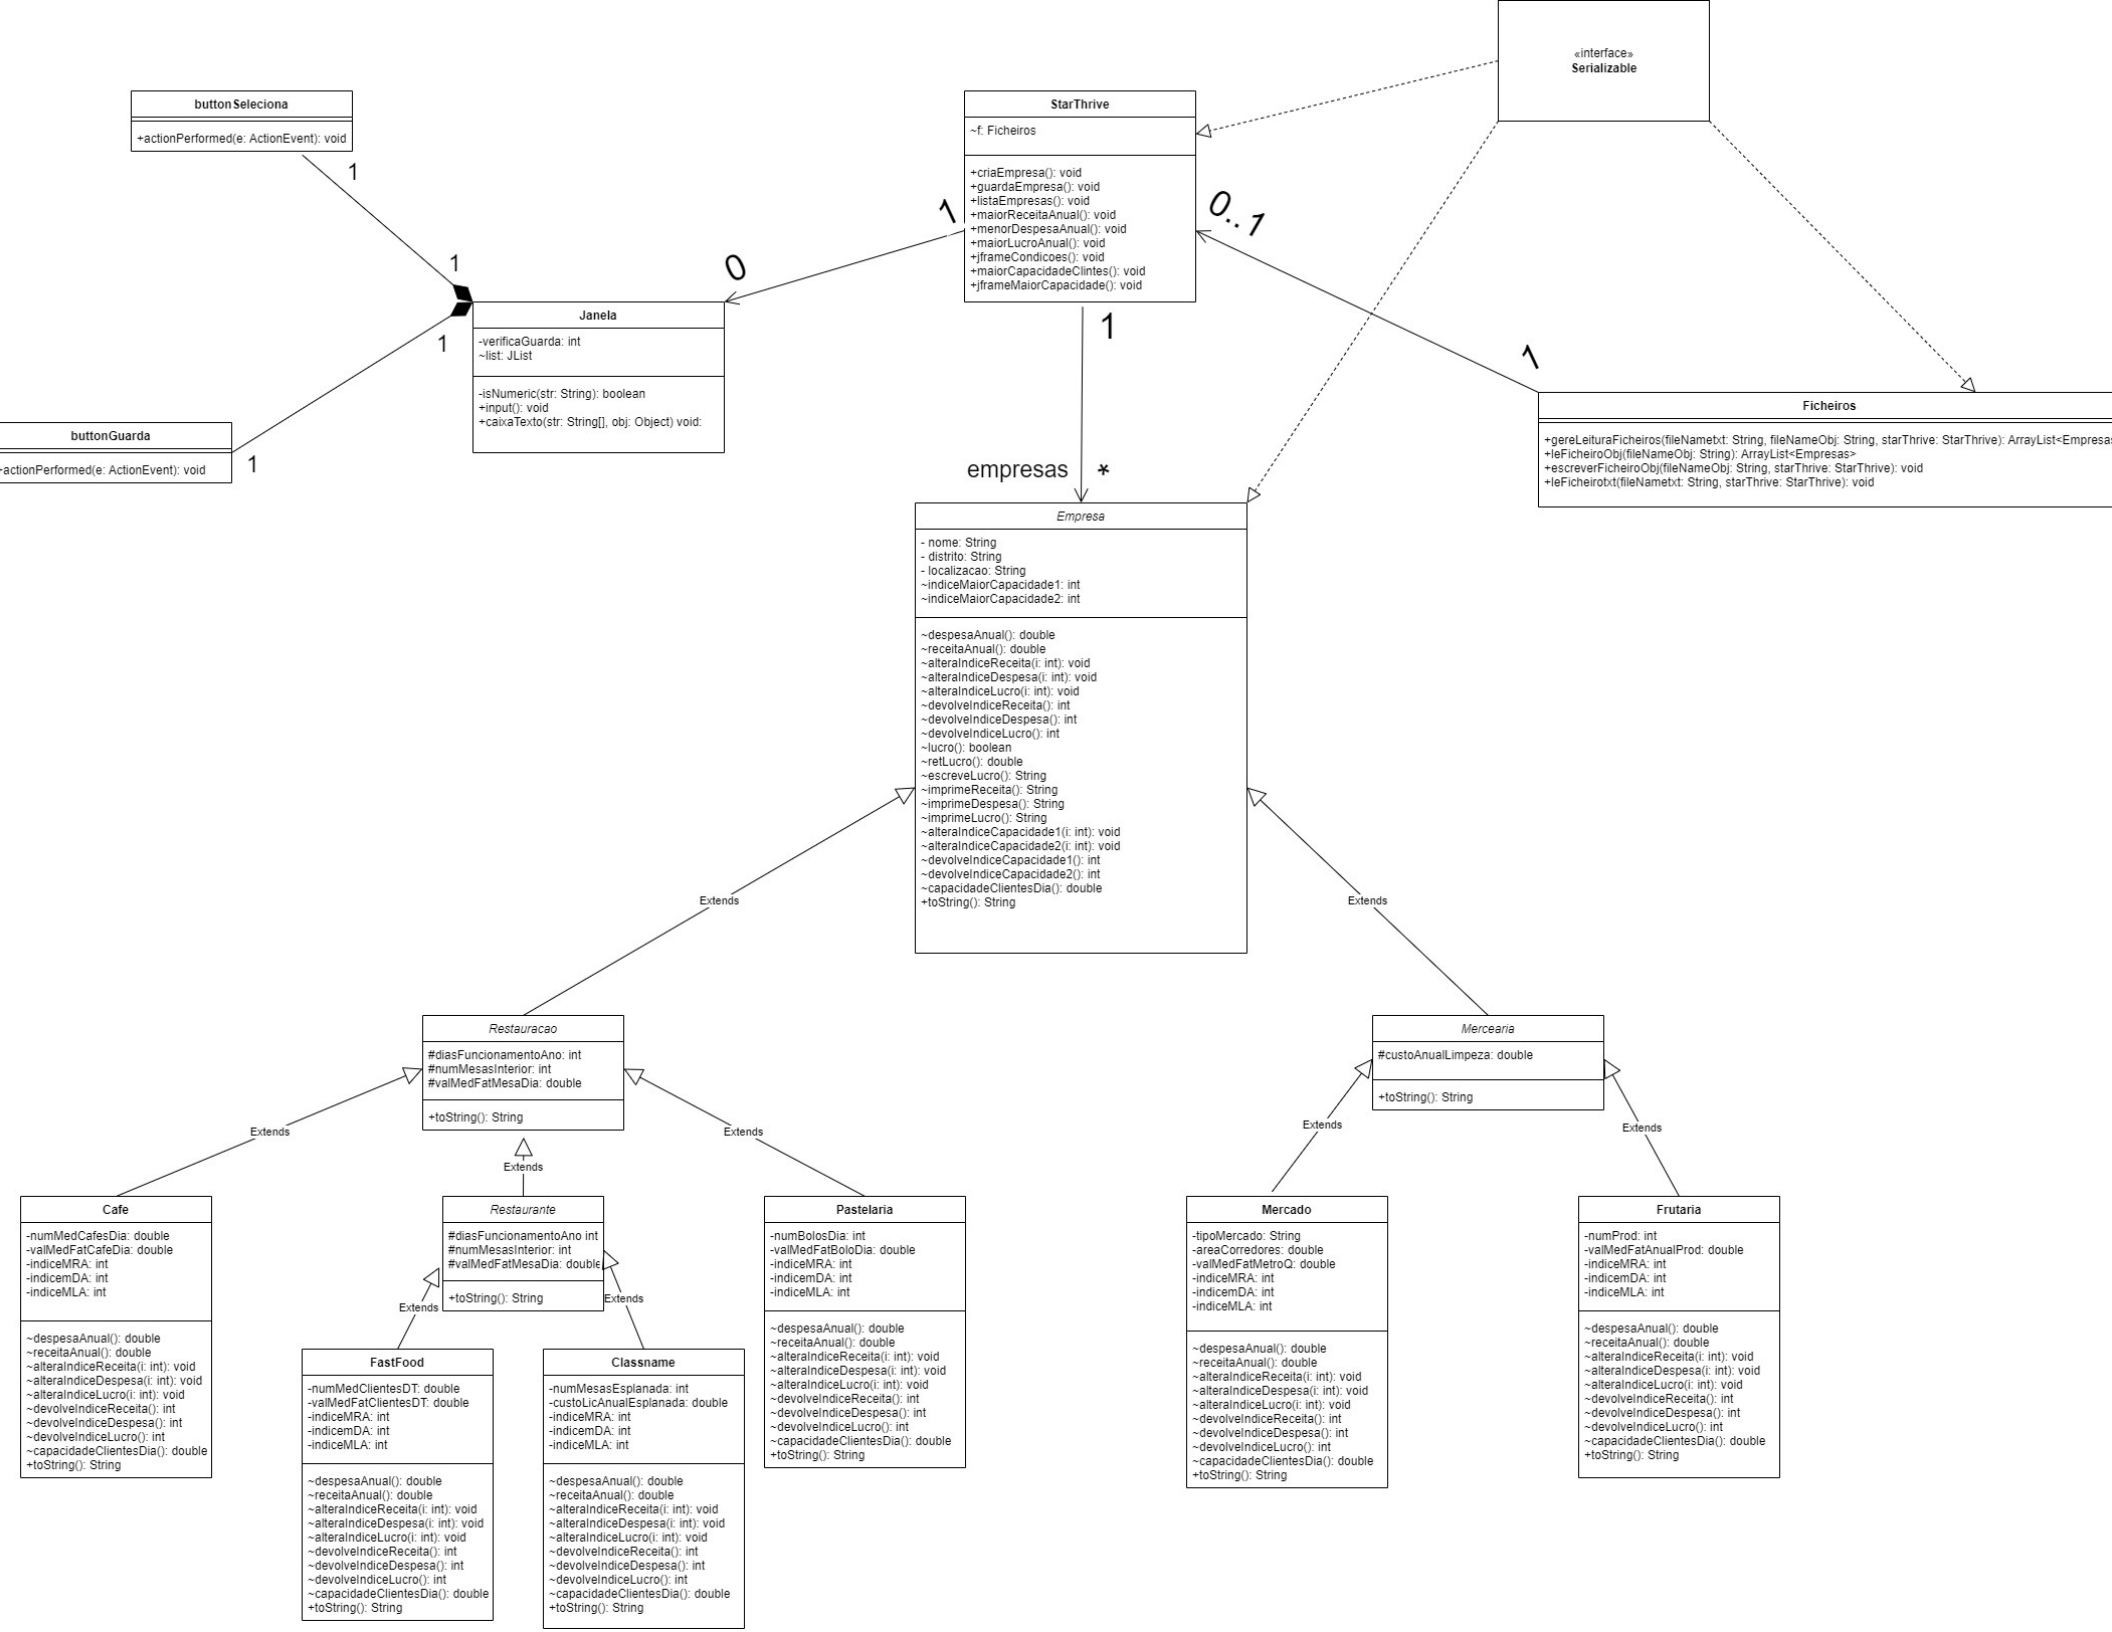 «interface»
Serializable
buttonSeleciona
+actionPerformed(e: ActionEvent): void
1
1
StarThrive
~f: Ficheiros
+criaEmpresa(): void
+guardaEmpresa(): void
+listaEmpresas(): void
+maiorReceitaAnual(): void
+menorDespesaAnual(): void
+maiorLucroAnual(): void
+jframeCondicoes(): void
+maiorCapacidadeClintes(): void
+jframeMaiorCapacidade(): void
1
0
0..1
1
Janela
-verificaGuarda: int
~list: JList
-isNumeric(str: String): boolean
+input(): void
+caixaTexto(str: String[], obj: Object) void:
1
1
buttonGuarda
+actionPerformed(e: ActionEvent): void
1
empresas
*
Ficheiros
+gereLeituraFicheiros(fileNametxt: String, fileNameObj: String, starThrive: StarThrive): ArrayList<Empresas
+leFicheiroObj(fileNameObj: String): ArrayList<Empresas>
+escreverFicheiroObj(fileNameObj: String, starThrive: StarThrive): void
+leFicheirotxt(fileNametxt: String, starThrive: StarThrive): void
Empresa
- nome: String
- distrito: String
- localizacao: String
~indiceMaiorCapacidade1: int
~indiceMaiorCapacidade2: int
~despesaAnual(): double
~receitaAnual(): double
~alteraIndiceReceita(i: int): void
~alteraIndiceDespesa(i: int): void
~alteraIndiceLucro(i: int): void
~devolveIndiceReceita(): int
~devolveIndiceDespesa(): int
~devolveIndiceLucro(): int
~lucro(): boolean
~retLucro(): double
~escreveLucro(): String
~imprimeReceita(): String
~imprimeDespesa(): String
~imprimeLucro(): String
~alteraIndiceCapacidade1(i: int): void
~alteraIndiceCapacidade2(i: int): void
~devolveIndiceCapacidade1(): int
~devolveIndiceCapacidade2(): int
~capacidadeClientesDia(): double
+toString(): String
Extends
Extends
Restauracao
#diasFuncionamentoAno: int
#numMesasInterior: int
#valMedFatMesaDia: double
+toString(): String
Mercearia
#custoAnualLimpeza: double
+toString(): String
Extends
Extends
Extends
Extends
Extends
Cafe
-numMedCafesDia: double
-valMedFatCafeDia: double
-indiceMRA: int
-indicemDA: int
-indiceMLA: int
~despesaAnual(): double
~receitaAnual(): double
~alteraIndiceReceita(i: int): void
~alteraIndiceDespesa(i: int): void
~alteraIndiceLucro(i: int): void
~devolveIndiceReceita(): int
~devolveIndiceDespesa(): int
~devolveIndiceLucro(): int
~capacidadeClientesDia(): double
+toString(): String
Restaurante
#diasFuncionamentoAno int
#numMesasInterior: int
#valMedFatMesaDia: double
+toString(): String
Extends
Extends
Pastelaria
-numBolosDia: int
-valMedFatBoloDia: double
-indiceMRA: int
-indicemDA: int
-indiceMLA: int
~despesaAnual(): double
~receitaAnual(): double
~alteraIndiceReceita(i: int): void
~alteraIndiceDespesa(i: int): void
~alteraIndiceLucro(i: int): void
~devolveIndiceReceita(): int
~devolveIndiceDespesa(): int
~devolveIndiceLucro(): int
~capacidadeClientesDia(): double
+toString(): String
Mercado
-tipoMercado: String
-areaCorredores: double
-valMedFatMetroQ: double
-indiceMRA: int
-indicemDA: int
-indiceMLA: int
~despesaAnual(): double
~receitaAnual(): double
~alteraIndiceReceita(i: int): void
~alteraIndiceDespesa(i: int): void
~alteraIndiceLucro(i: int): void
~devolveIndiceReceita(): int
~devolveIndiceDespesa(): int
~devolveIndiceLucro(): int
~capacidadeClientesDia(): double
+toString(): String
Frutaria
-numProd: int
-valMedFatAnualProd: double
-indiceMRA: int
-indicemDA: int
-indiceMLA: int
~despesaAnual(): double
~receitaAnual(): double
~alteraIndiceReceita(i: int): void
~alteraIndiceDespesa(i: int): void
~alteraIndiceLucro(i: int): void
~devolveIndiceReceita(): int
~devolveIndiceDespesa(): int
~devolveIndiceLucro(): int
~capacidadeClientesDia(): double
+toString(): String
FastFood
-numMedClientesDT: double
-valMedFatClientesDT: double
-indiceMRA: int
-indicemDA: int
-indiceMLA: int
~despesaAnual(): double
~receitaAnual(): double
~alteraIndiceReceita(i: int): void
~alteraIndiceDespesa(i: int): void
~alteraIndiceLucro(i: int): void
~devolveIndiceReceita(): int
~devolveIndiceDespesa(): int
~devolveIndiceLucro(): int
~capacidadeClientesDia(): double
+toString(): String
Classname
-numMesasEsplanada: int
-custoLicAnualEsplanada: double
-indiceMRA: int
-indicemDA: int
-indiceMLA: int
~despesaAnual(): double
~receitaAnual(): double
~alteraIndiceReceita(i: int): void
~alteraIndiceDespesa(i: int): void
~alteraIndiceLucro(i: int): void
~devolveIndiceReceita(): int
~devolveIndiceDespesa(): int
~devolveIndiceLucro(): int
~capacidadeClientesDia(): double
+toString(): String